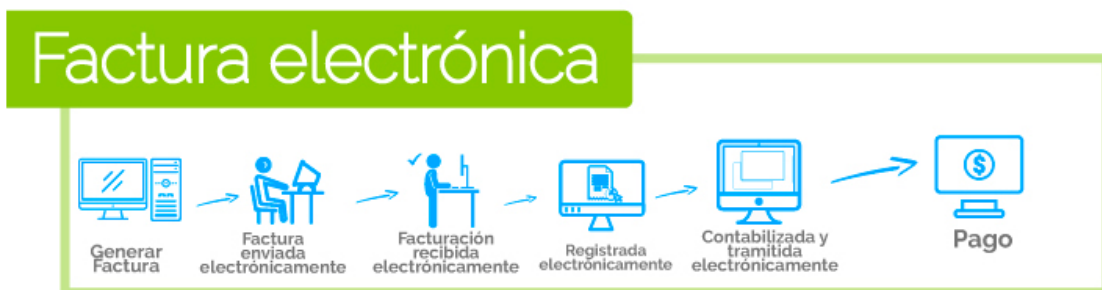 Factura electrónica
Generar
Factura
Factura
enviada
electrónicamente
Facturación
recibida
electrónicamente
Registrada
electrónicamente
Contabilizada y
tramitida
electrónicamente
$
Pago